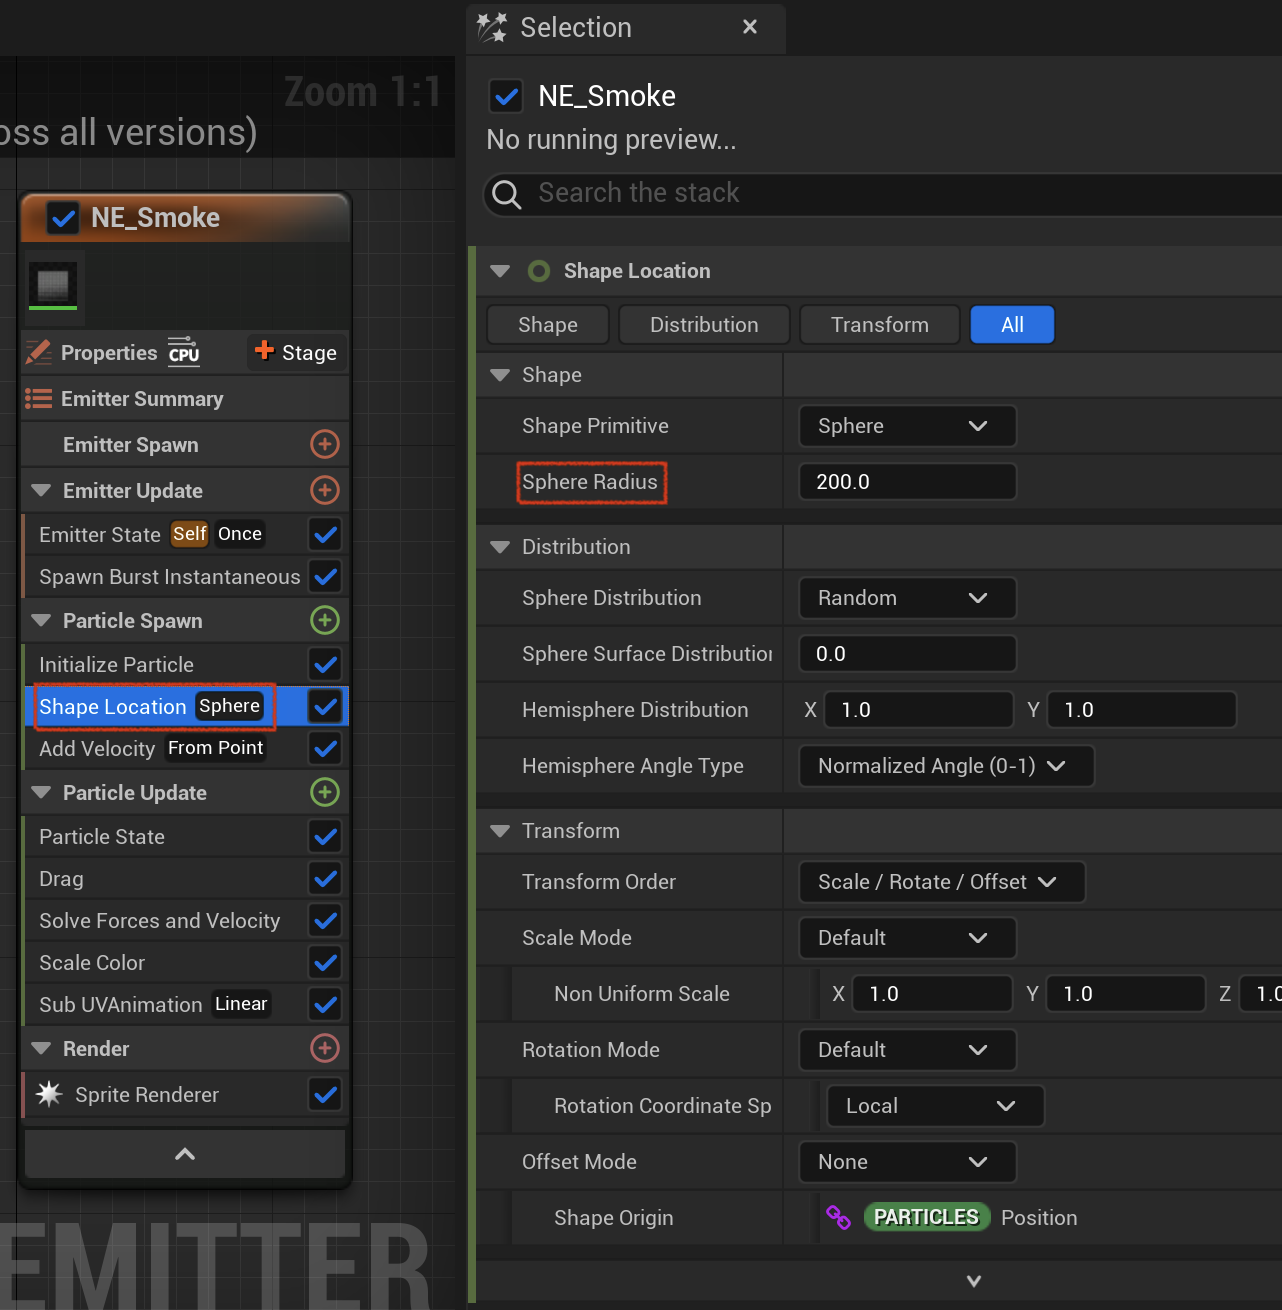 Zoom 1:1
oss all versions)
NE_Smoke
Properties CPU Stage
Emitter Summary
Emitter Spawn
Emitter Update
Emitter State Self Once
Spawn Burst Instantaneous
Particle Spawn
Initialize Particle
Shape Location Sphere
Add Velocity From Point
Particle Update
Particle State
Drag
Solve Forces and Velocity
Scale Color
Sub UVAnimation Linear
Render
Sprite Renderer
EMITTER
Selection
NE_Smoke
No running preview...
Search the stack
Shape Location
Shape Distribution Transform All
Shape
Shape Primitive Sphere
Sphere Radius 200.0
Distribution
Sphere Distribution Random
Sphere Surface Distribution 0.0
Hemisphere Distribution X 1.0 Y 1.0
Hemisphere Angle Type Normalized Angle (0-1)
Transform
Transform Order Scale / Rotate / Offset
Scale Mode Default
Non Uniform Scale X 1.0 Y 1.0 Z 1.0
Rotation Mode Default
Rotation Coordinate Sp Local
Offset Mode None
Shape Origin PARTICLES Position